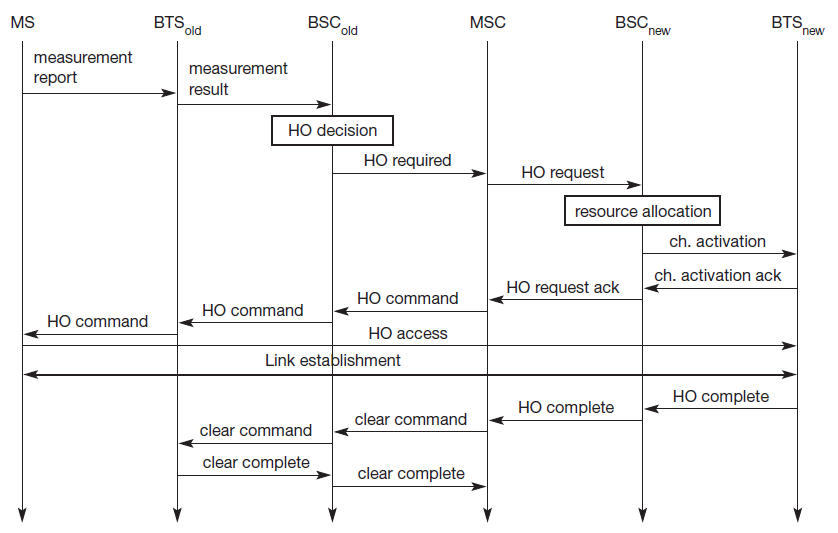 MS BTSold BSCold MSC BSCnew BTSnew
measurement
report
measurement
result
HO decision
HO required
HO request
resource allocation
ch. activation
ch. activation ack
HO request ack
HO command
HO command
HO command
HO access
Link establishment
HO complete
HO complete
clear command
clear command
clear complete
clear complete